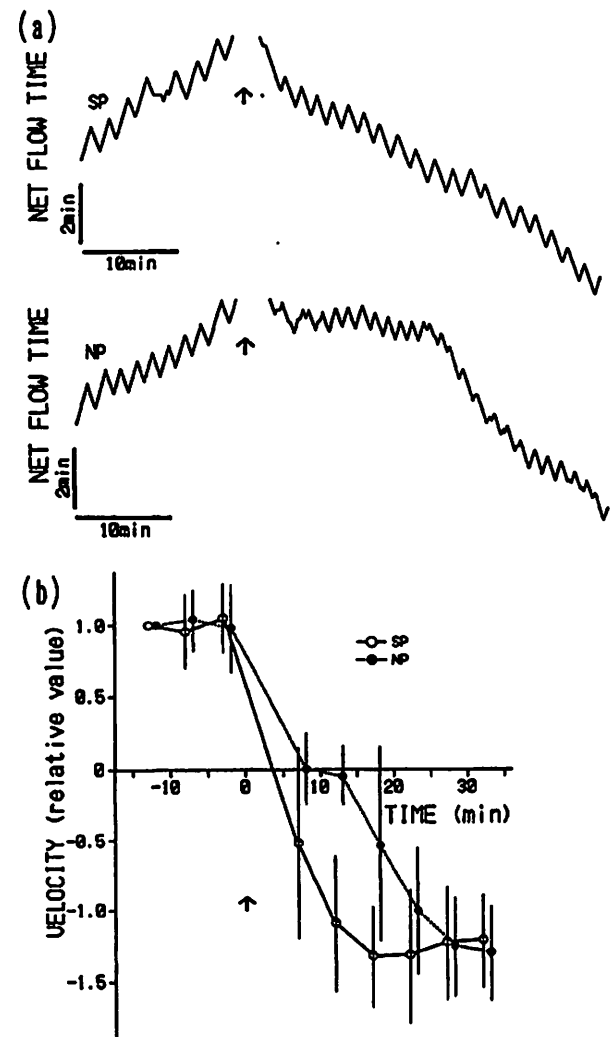 (a)
NET FLOW TIME
SP
↑
2min
10min
NET FLOW TIME
NP
↑
2min
10min
(b)
VELOCITY (relative value)
1.0
0.5
0
-0.5
-1.0
-1.5
SP
NP
-10
0
10
20
30
TIME (min)
↑